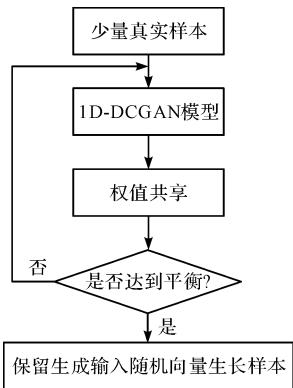 少量真实样本
1D-DCGAN模型
权值共享
是否达到平衡?
否
是
保留生成输入随机向量生长样本